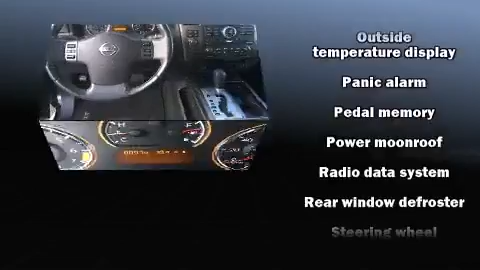 Outside
temperature display
Panic alarm
Pedal memory
Power moonroof
Radio data system
Rear window defroster
Steering wheel